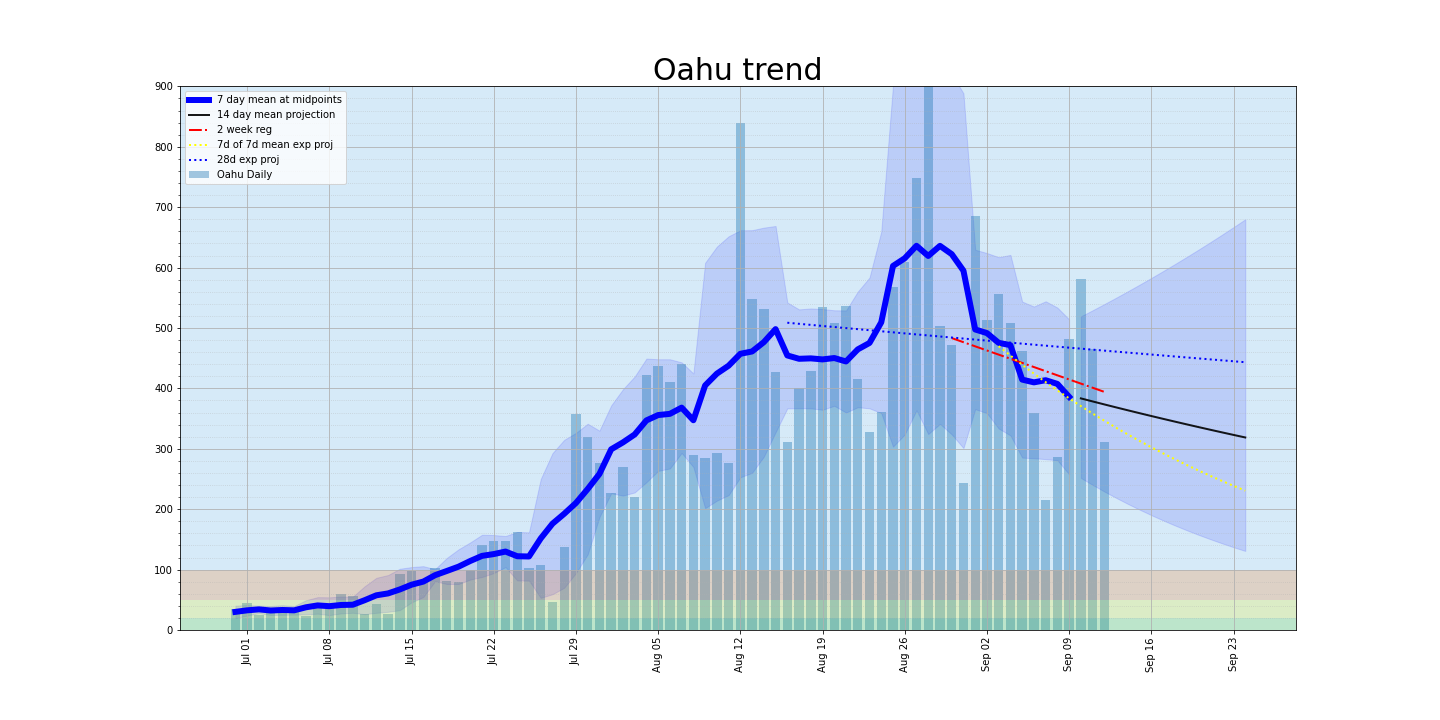 Oahu trend
7 day mean at midpoints
14 day mean projection
2 week reg
7d of 7d mean exp proj
28d exp proj
Oahu Daily
900
800
700
600
500
400
300
200
100
0
Jul 01
Jul 08
Jul 15
Jul 22
Jul 29
Aug 05
Aug 12
Aug 19
Aug 26
Sep 02
Sep 09
Sep 16
Sep 23